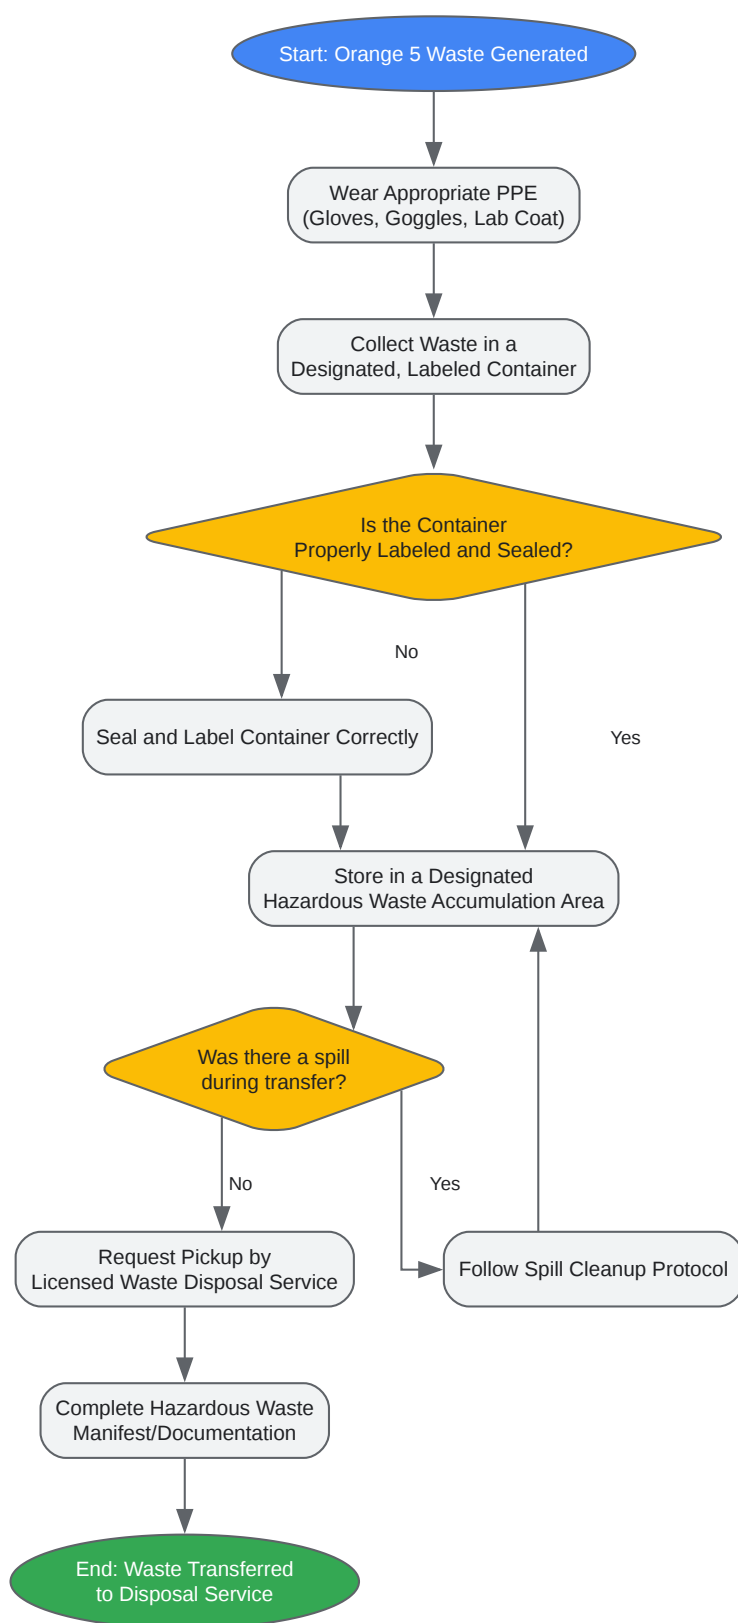 Start: Orange 5 Waste Generated
Wear Appropriate PPE
(Gloves, Goggles, Lab Coat)
Collect Waste in a
Designated, Labeled Container
Is the Container
Properly Labeled and Sealed?
No
Seal and Label Container Correctly
Yes
Store in a Designated
Hazardous Waste Accumulation Area
Was there a spill
during transfer?
No
Yes
Request Pickup by
Licensed Waste Disposal Service
Follow Spill Cleanup Protocol
Complete Hazardous Waste
Manifest/Documentation
End: Waste Transferred
to Disposal Service